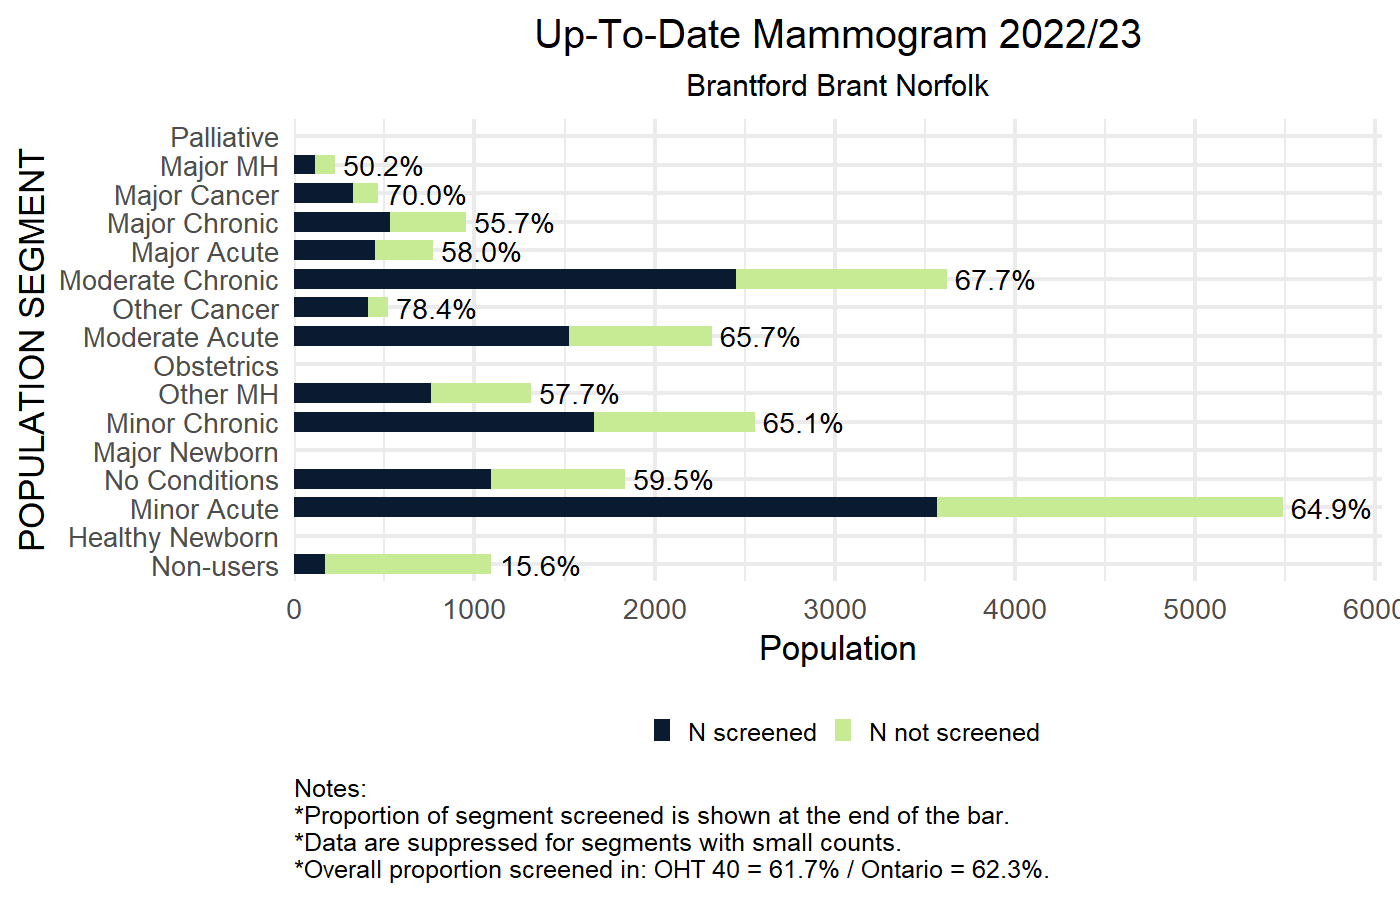 Up-To-Date Mammogram 2022/23
Brantford Brant Norfolk
POPULATION SEGMENT
Palliative
Major MH 50.2%
Major Cancer 70.0%
Major Chronic 55.7%
Major Acute 58.0%
Moderate Chronic 67.7%
Other Cancer 78.4%
Moderate Acute 65.7%
Obstetrics
Other MH 57.7%
Minor Chronic 65.1%
Major Newborn
No Conditions 59.5%
Minor Acute 64.9%
Healthy Newborn
Non-users 15.6%
0 1000 2000 3000 4000 5000 6000
Population
N screened N not screened
Notes:
*Proportion of segment screened is shown at the end of the bar.
*Data are suppressed for segments with small counts.
*Overall proportion screened in: OHT 40 = 61.7% / Ontario = 62.3%.